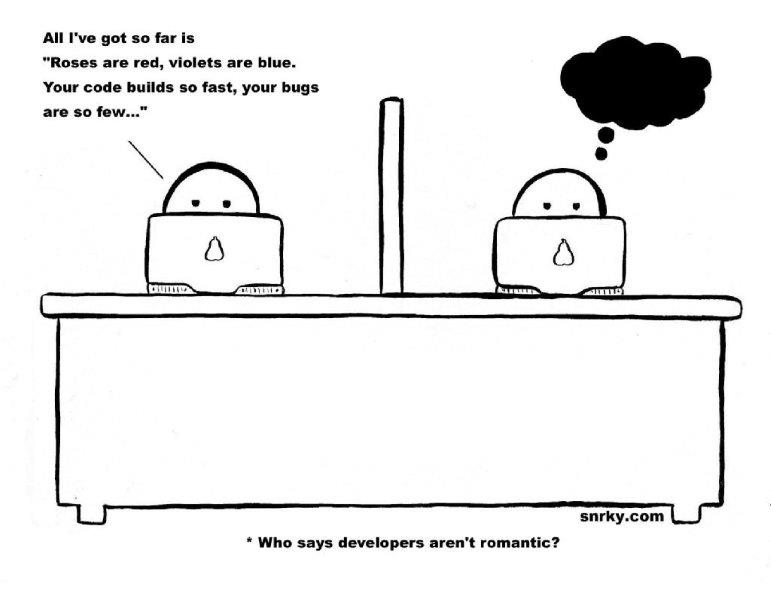 All I've got so far is
"Roses are red, violets are blue.
Your code builds so fast, your bugs
are so few..."
snrky.com
* Who says developers aren't romantic?